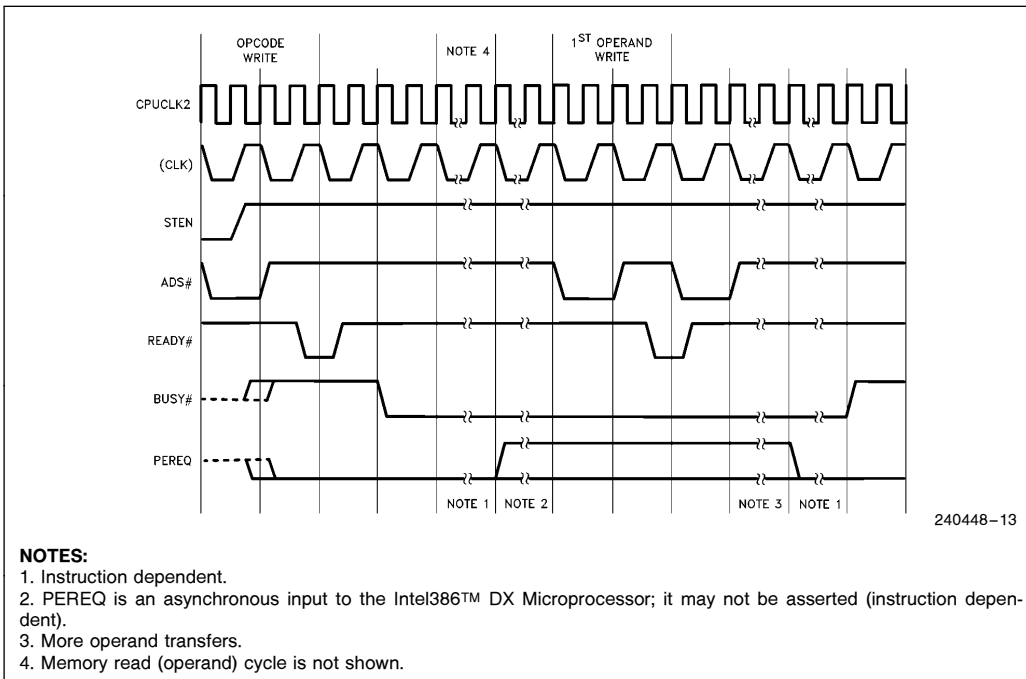 OPCODE
WRITE
NOTE 4
1ST OPERAND
WRITE
CPUCLK2
(CLK)
STEN
ADS#
READY#
BUSY#
PEREQ
NOTE 1 NOTE 2 NOTE 3 NOTE 1
240448–13
NOTES:
1. Instruction dependent.
2. PEREQ is an asynchronous input to the Intel386™ DX Microprocessor; it may not be asserted (instruction depen-
dent).
3. More operand transfers.
4. Memory read (operand) cycle is not shown.